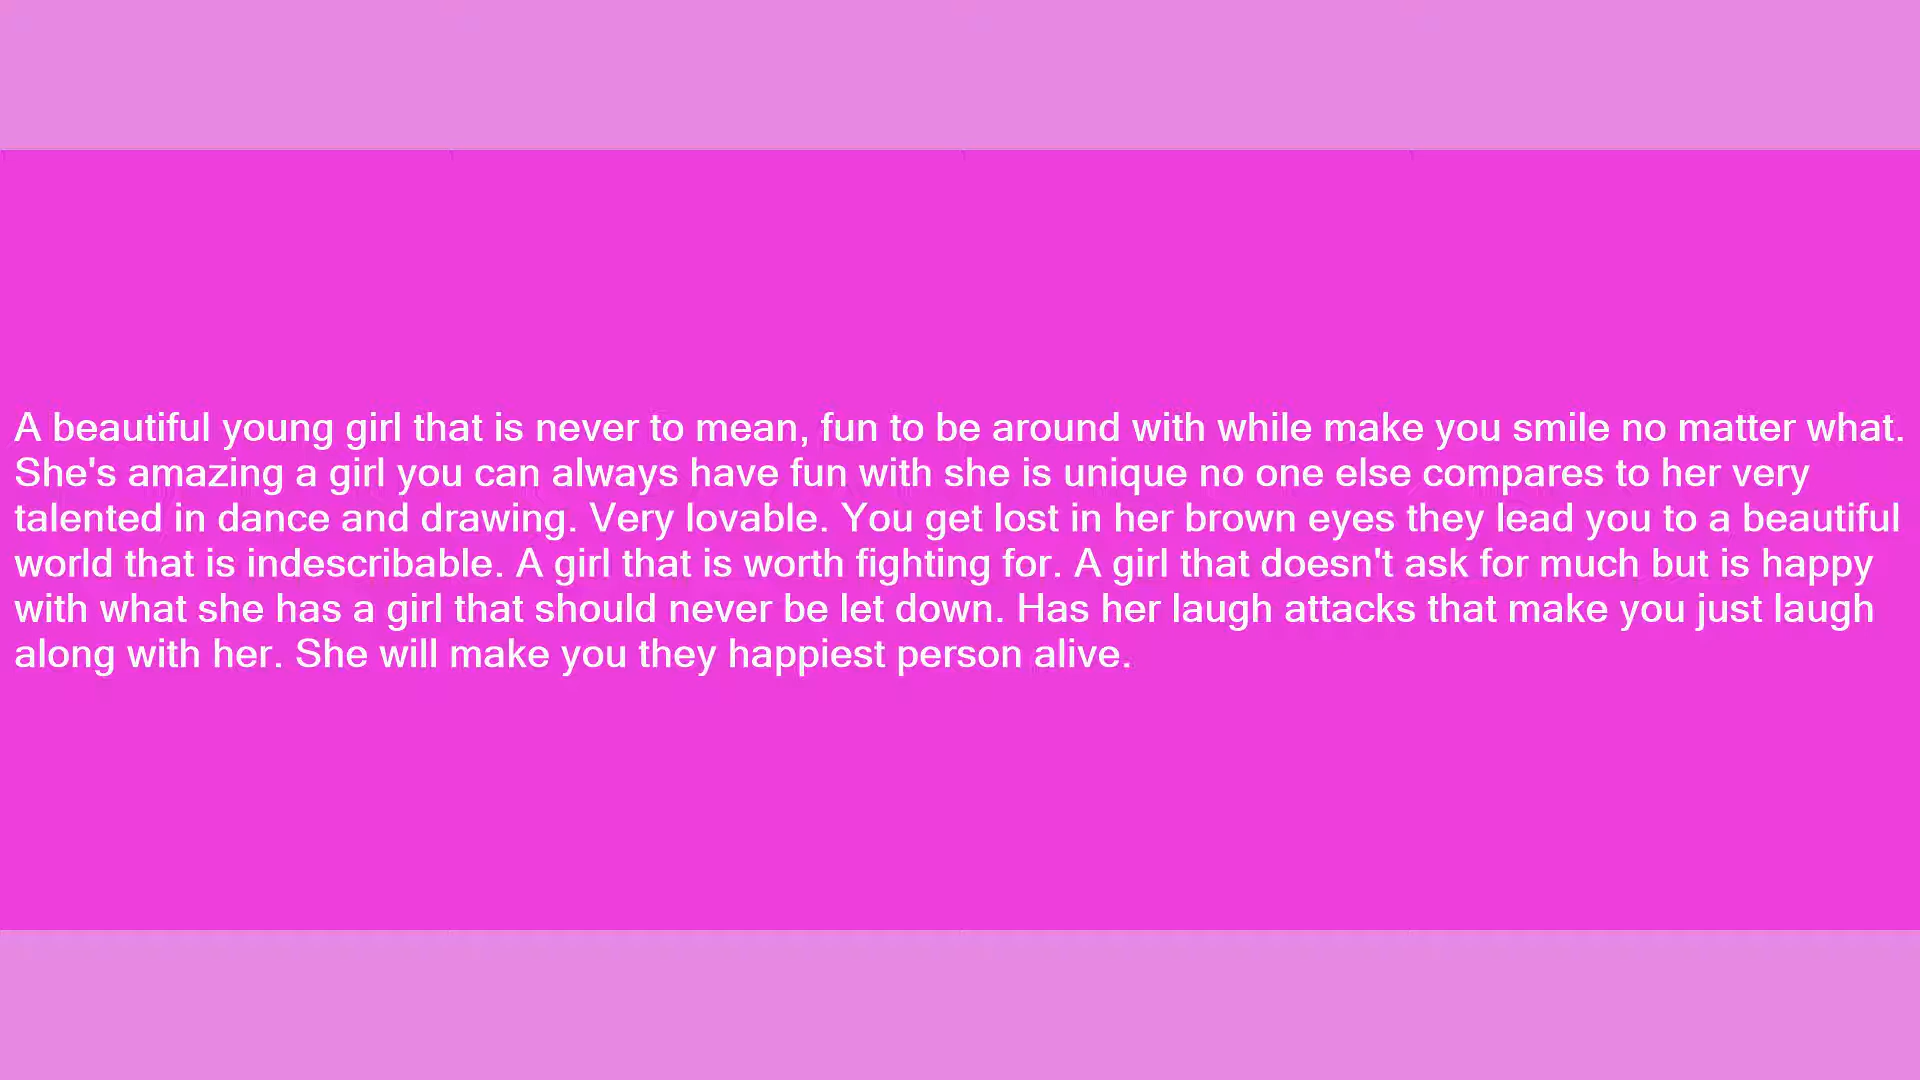 A beautiful young girl that is never to mean, fun to be around with while make you smile no matter what.
She's amazing a girl you can always have fun with she is unique no one else compares to her very
talented in dance and drawing. Very lovable. You get lost in her brown eyes they lead you to a beautiful
world that is indescribable. A girl that is worth fighting for. A girl that doesn't ask for much but is happy
with what she has a girl that should never be let down. Has her laugh attacks that make you just laugh
along with her. She will make you they happiest person alive.